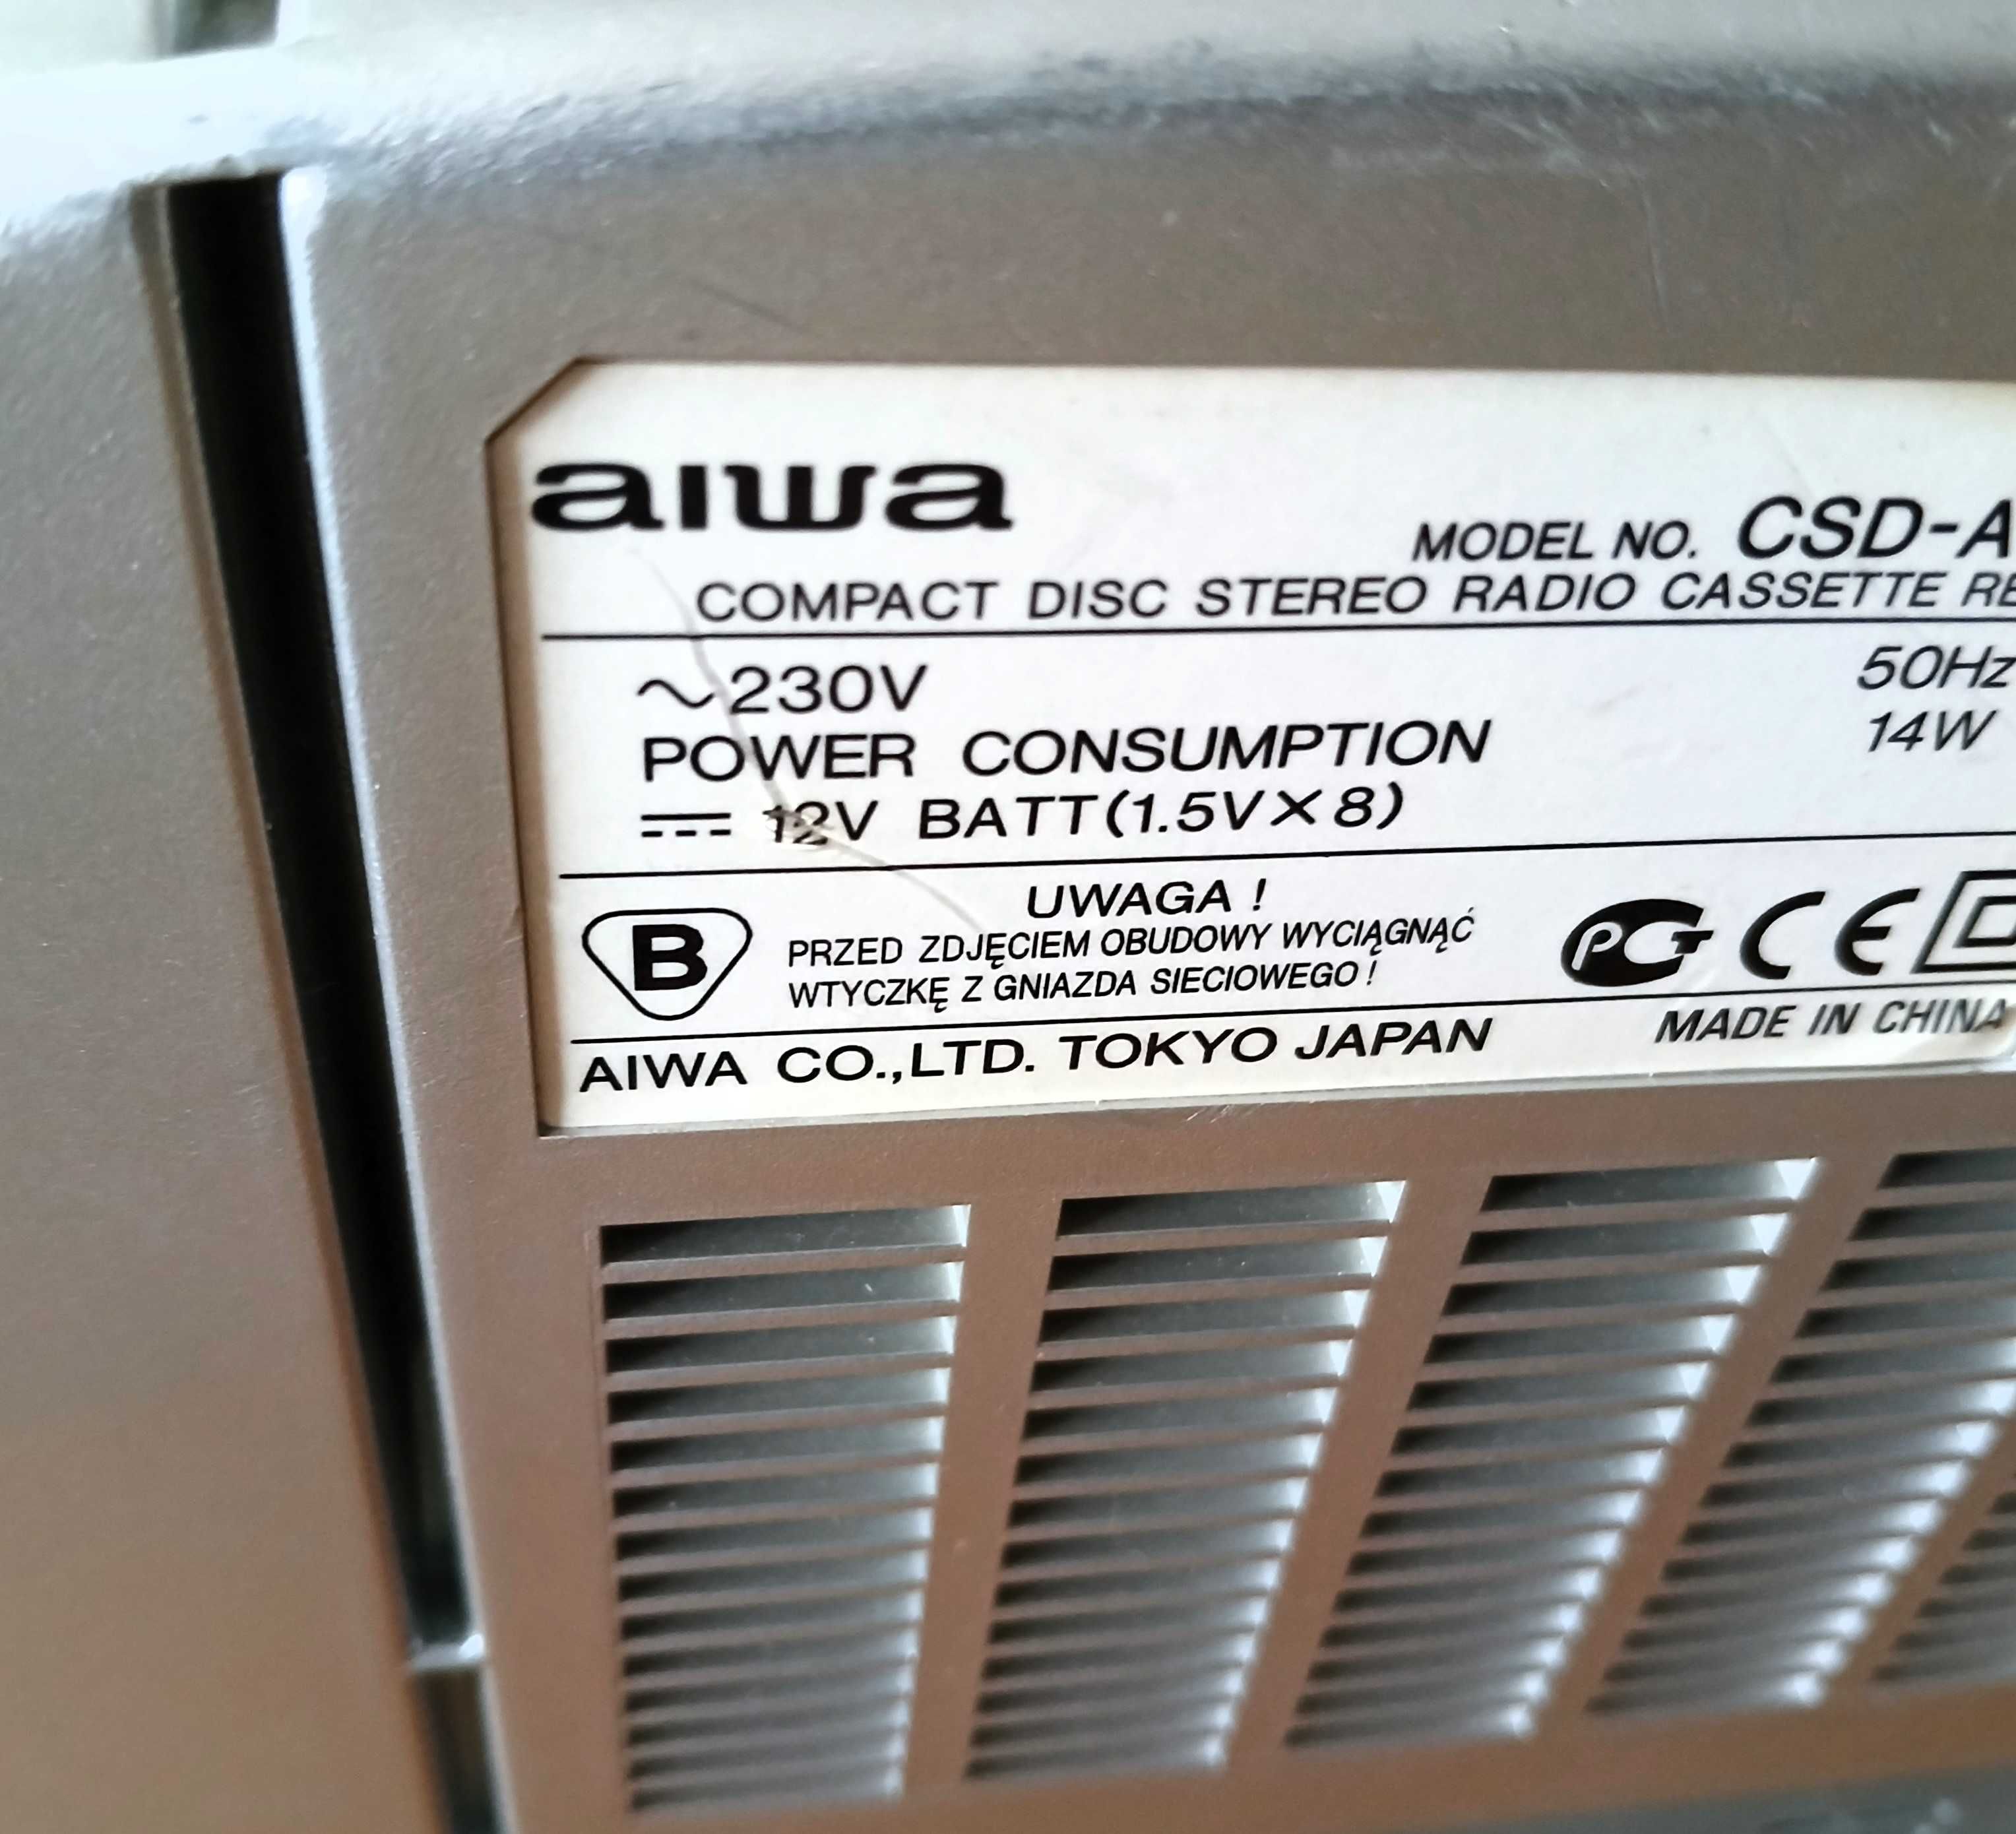 aiwa
MODEL NO. CSD-A
COMPACT DISC STEREO RADIO CASSETTE RE
~230V 50Hz
POWER CONSUMPTION 14W
⎓ 12V BATT(1.5V×8)
B
UWAGA !
PRZED ZDJĘCIEM OBUDOWY WYCIĄGNĄĆ
WTYCZKĘ Z GNIAZDA SIECIOWEGO !
PCT CE
AIWA CO.,LTD. TOKYO JAPAN
MADE IN CHINA